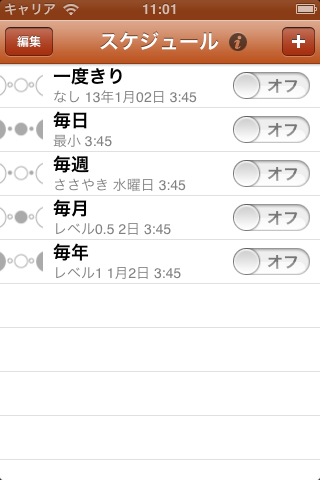 キャリア 11:01
編集 スケジュール i +
一度きり
なし 13年1月02日 3:45
オフ
毎日
最小 3:45
オフ
毎週
ささやき 水曜日 3:45
オフ
毎月
レベル0.5 2日 3:45
オフ
毎年
レベル1 1月2日 3:45
オフ